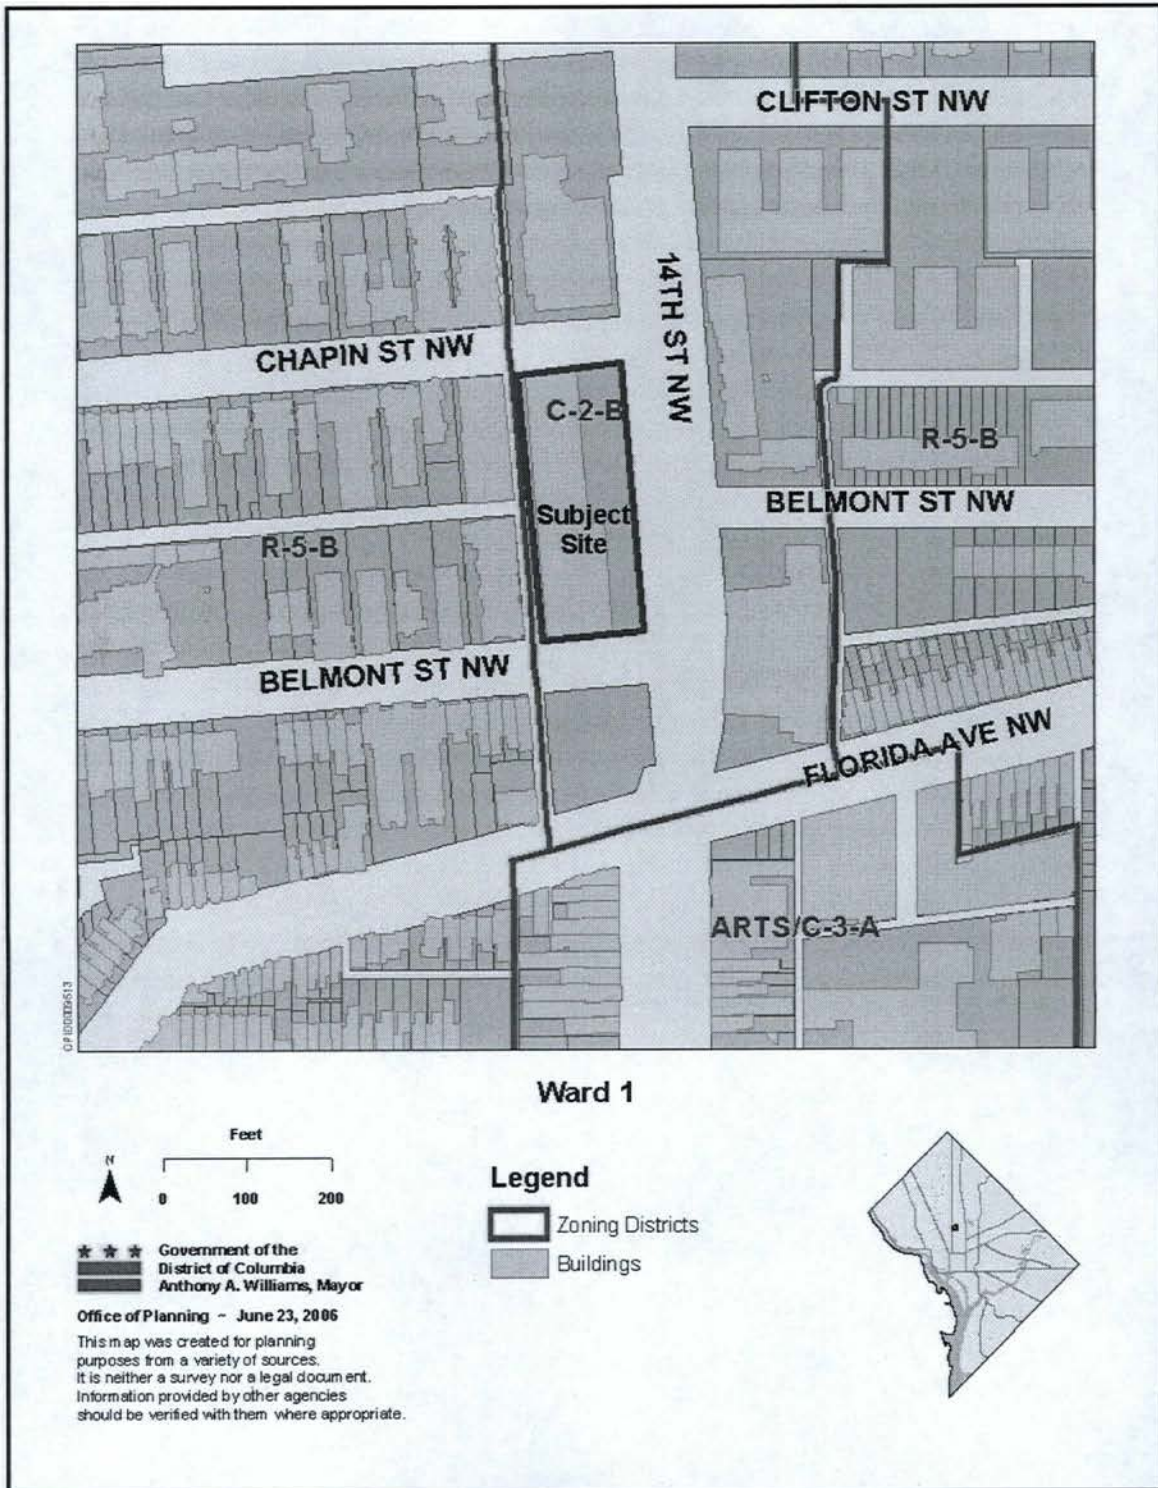 CLIFTON ST NW
14TH ST NW
CHAPIN ST NW
C-2-B
R-5-B
BELMONT ST NW
Subject
Site
R-5-B
BELMONT ST NW
FLORIDA AVE NW
ARTS/C-3-A
Ward 1
Feet
N
0 100 200
Legend
Zoning Districts
Buildings
★ ★ ★ Government of the
District of Columbia
Anthony A. Williams, Mayor
Office of Planning ~ June 23, 2006
This map was created for planning
purposes from a variety of sources.
It is neither a survey nor a legal document.
Information provided by other agencies
should be verified with them where appropriate.